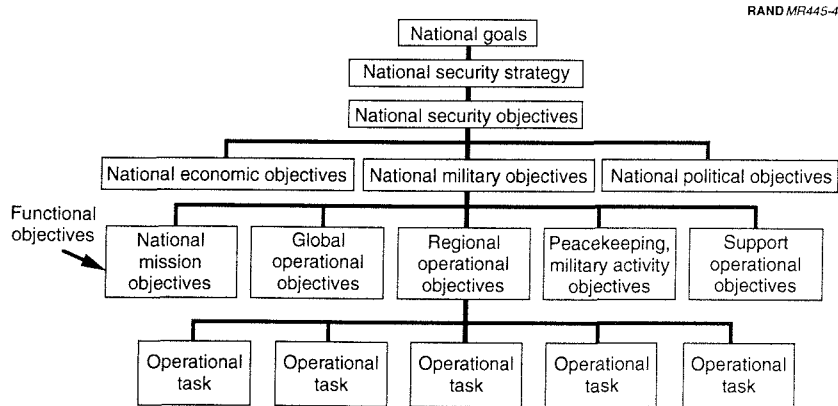 RAND MR445-4
National goals
National security strategy
National security objectives
National economic objectives
National military objectives
National political objectives
Functional
objectives
National
mission
objectives
Global
operational
objectives
Regional
operational
objectives
Peacekeeping,
military activity
objectives
Support
operational
objectives
Operational
task
Operational
task
Operational
task
Operational
task
Operational
task